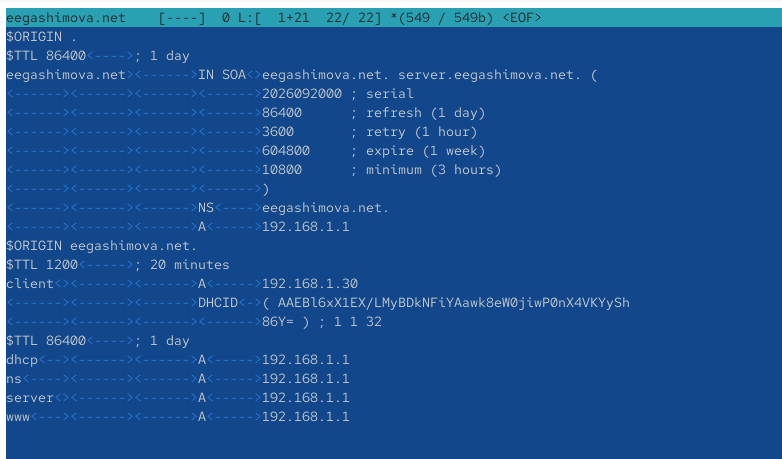 eegashimova.net [----] 0 L:[ 1+21 22/ 22] *(549 / 549b) <EOF>
$ORIGIN .
$TTL 86400<---->; 1 day
eegashimova.net><------>IN SOA<>eegashimova.net. server.eegashimova.net. (
<------><------><------><------>2026092000 ; serial
<------><------><------><------>86400 ; refresh (1 day)
<------><------><------><------>3600 ; retry (1 hour)
<------><------><------><------>604800 ; expire (1 week)
<------><------><------><------>10800 ; minimum (3 hours)
<------><------><------><------>)
<------><------><------>NS<---->eegashimova.net.
<------><------><------>A<----->192.168.1.1
$ORIGIN eegashimova.net.
$TTL 1200<----->; 20 minutes
client<><------><------>A<----->192.168.1.30
<------><------><------>DHCID<->( AAEBl6xX1EX/LMyBDkNFiYAawk8eW0jiwP0nX4VKYySh
<------><------><------><------>86Y= ) ; 1 1 32
$TTL 86400<---->; 1 day
dhcp<--><------><------>A<----->192.168.1.1
ns<----><------><------>A<----->192.168.1.1
server<><------><------>A<----->192.168.1.1
www<---><------><------>A<----->192.168.1.1